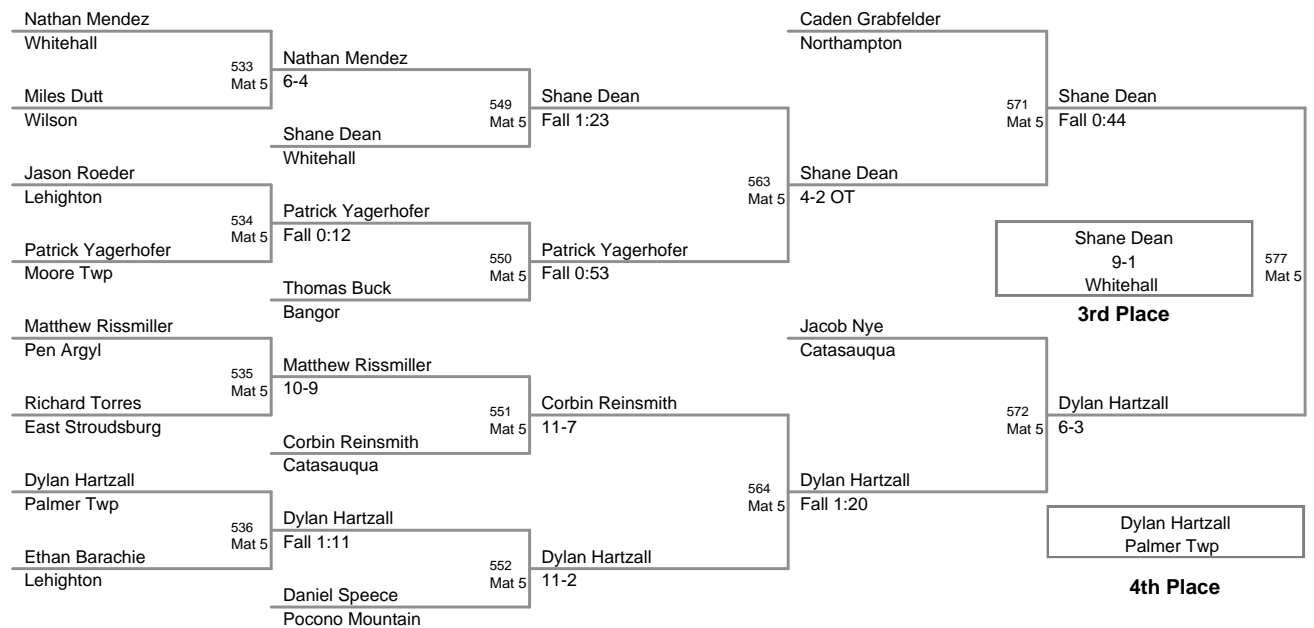 Nathan Mendez
Whitehall
533
Mat 5
Miles Dutt
Wilson
Jason Roeder
Lehighton
534
Mat 5
Patrick Yagerhofer
Moore Twp
Matthew Rissmiller
Pen Argyl
535
Mat 5
Richard Torres
East Stroudsburg
Dylan Hartzall
Palmer Twp
536
Mat 5
Ethan Barachie
Lehighton
Nathan Mendez
6-4
549
Mat 5
Shane Dean
Whitehall
Patrick Yagerhofer
Fall 0:12
550
Mat 5
Thomas Buck
Bangor
Matthew Rissmiller
10-9
551
Mat 5
Corbin Reinsmith
Catasauqua
Dylan Hartzall
Fall 1:11
552
Mat 5
Daniel Speece
Pocono Mountain
Shane Dean
Fall 1:23
563
Mat 5
Patrick Yagerhofer
Fall 0:53
Corbin Reinsmith
11-7
564
Mat 5
Dylan Hartzall
11-2
Caden Grabfelder
Northampton
571
Mat 5
Shane Dean
4-2 OT
Jacob Nye
Catasauqua
572
Mat 5
Dylan Hartzall
Fall 1:20
Shane Dean
Fall 0:44
577
Mat 5
Dylan Hartzall
6-3
Shane Dean
9-1
Whitehall
3rd Place
Dylan Hartzall
Palmer Twp
4th Place